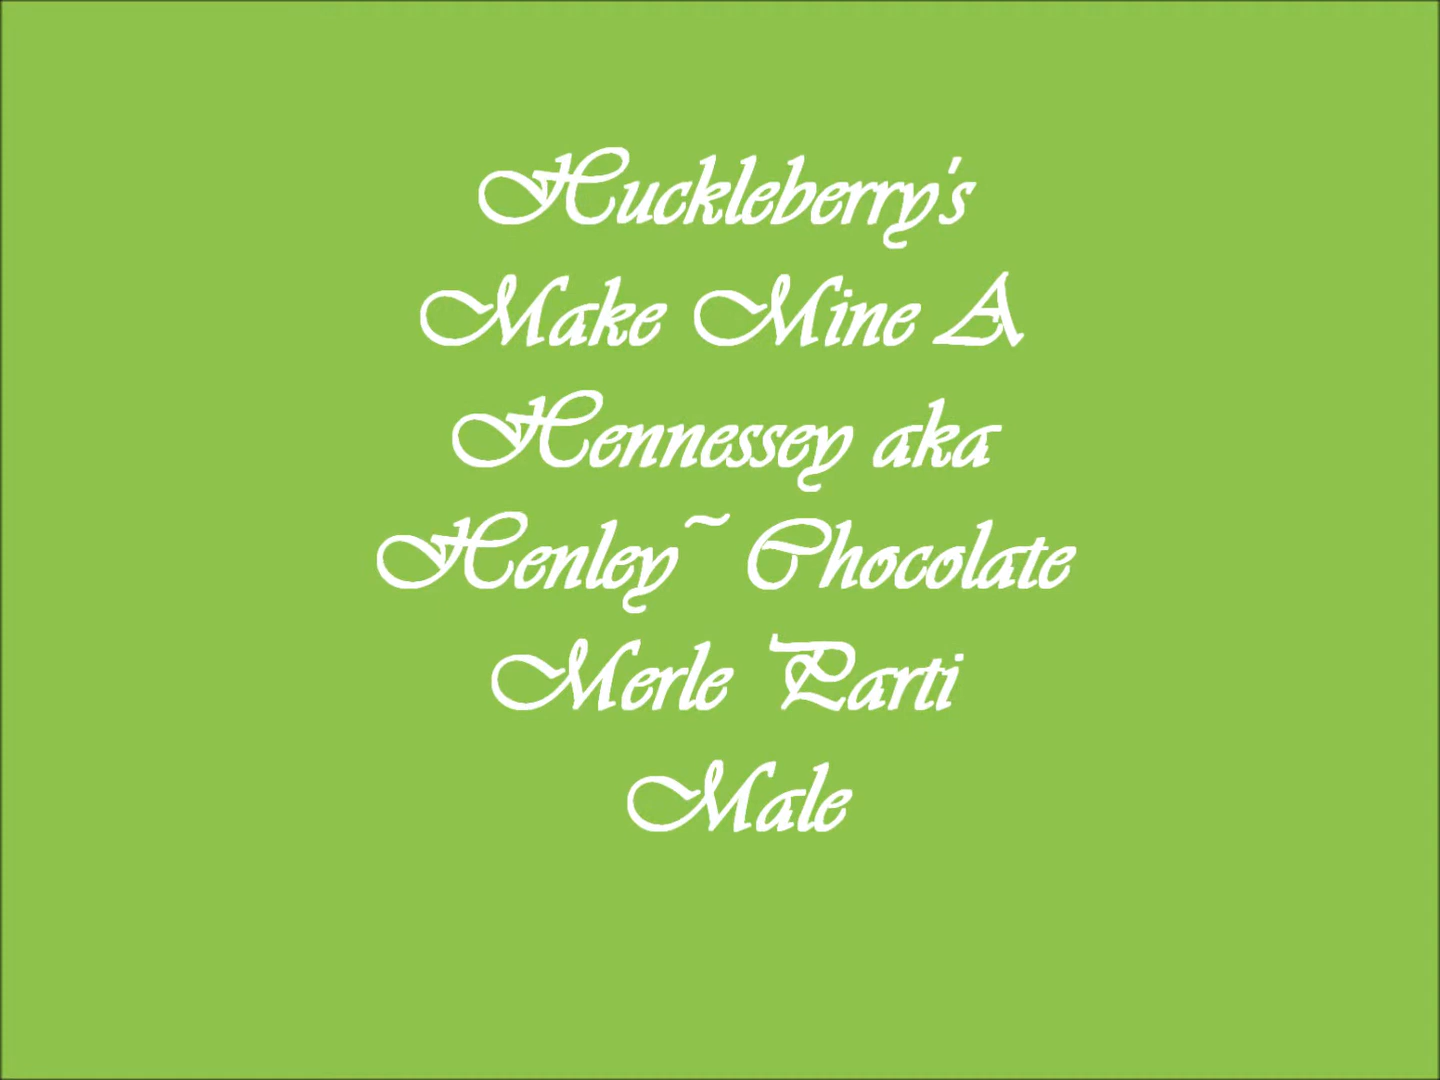 Huckleberry's
Make Mine A
Hennessey aka
Henley~ Chocolate
Merle Parti
Male